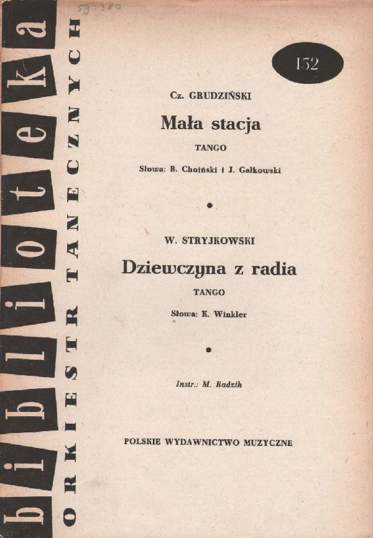 biblioteka
ORKIESTR TANECZNYCH
152
Cz. GRUDZIŃSKI
Mała stacja
TANGO
Słowa: B. Choiński i J. Gałkowski
W. STRYJKOWSKI
Dziewczyna z radia
TANGO
Słowa: K. Winkler
Instr.: M. Radzik
POLSKIE WYDAWNICTWO MUZYCZNE